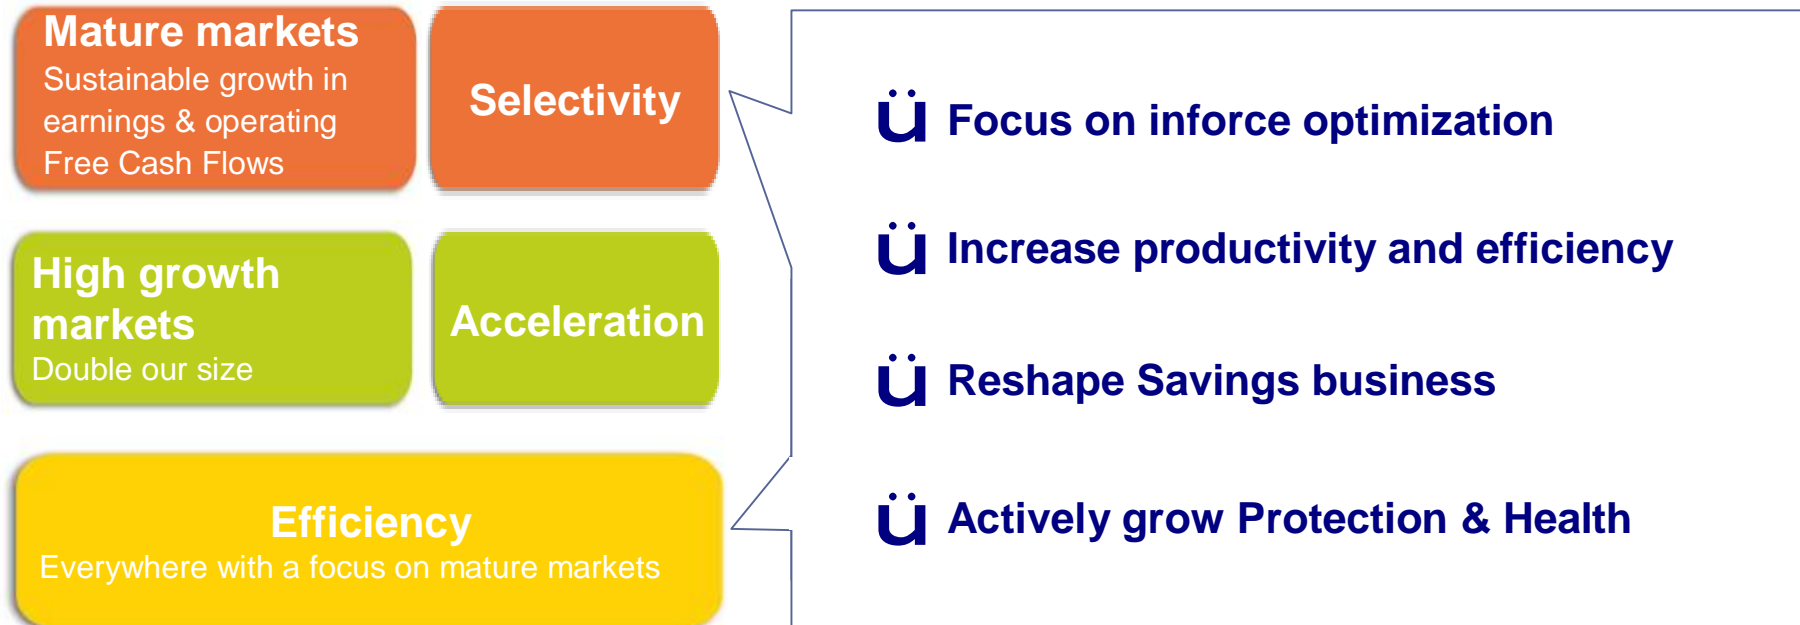 Mature markets
Sustainable growth in
earnings & operating
Free Cash Flows
Selectivity
High growth
markets
Double our size
Acceleration
Efficiency
Everywhere with a focus on mature markets
ü Focus on inforce optimization
ü Increase productivity and efficiency
ü Reshape Savings business
ü Actively grow Protection & Health